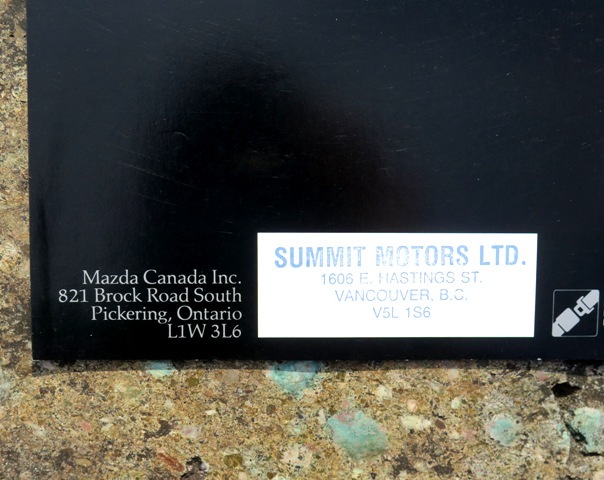 Mazda Canada Inc.
821 Brock Road South
Pickering, Ontario
L1W 3L6
SUMMIT MOTORS LTD.
1606 E. HASTINGS ST.
VANCOUVER, B.C.
V5L 1S6